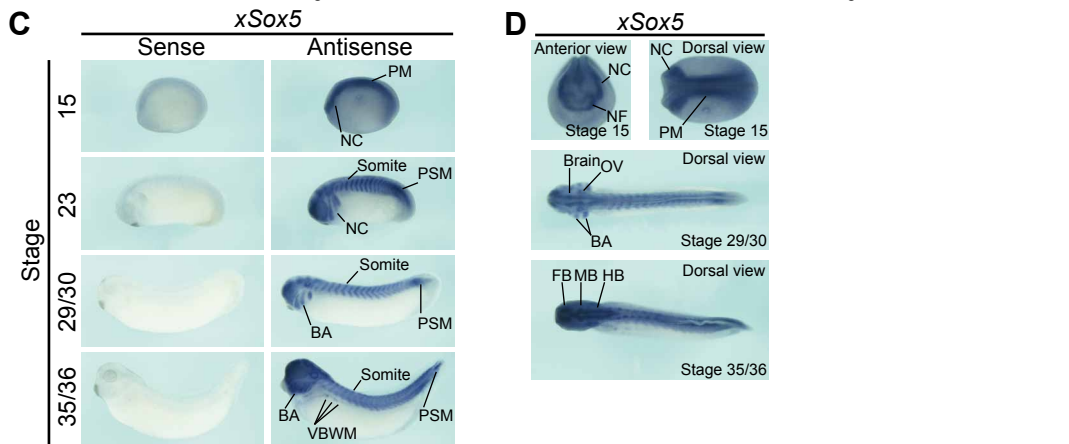 C
xSox5
Sense
Antisense
Stage
15
PM
NC
23
Somite
PSM
NC
29/30
Somite
BA
PSM
35/36
Somite
BA
VBWM
PSM
D
xSox5
Anterior view
NC
NF
Stage 15
NC
Dorsal view
PM
Stage 15
Dorsal view
Brain
OV
BA
Stage 29/30
Dorsal view
FB MB HB
Stage 35/36